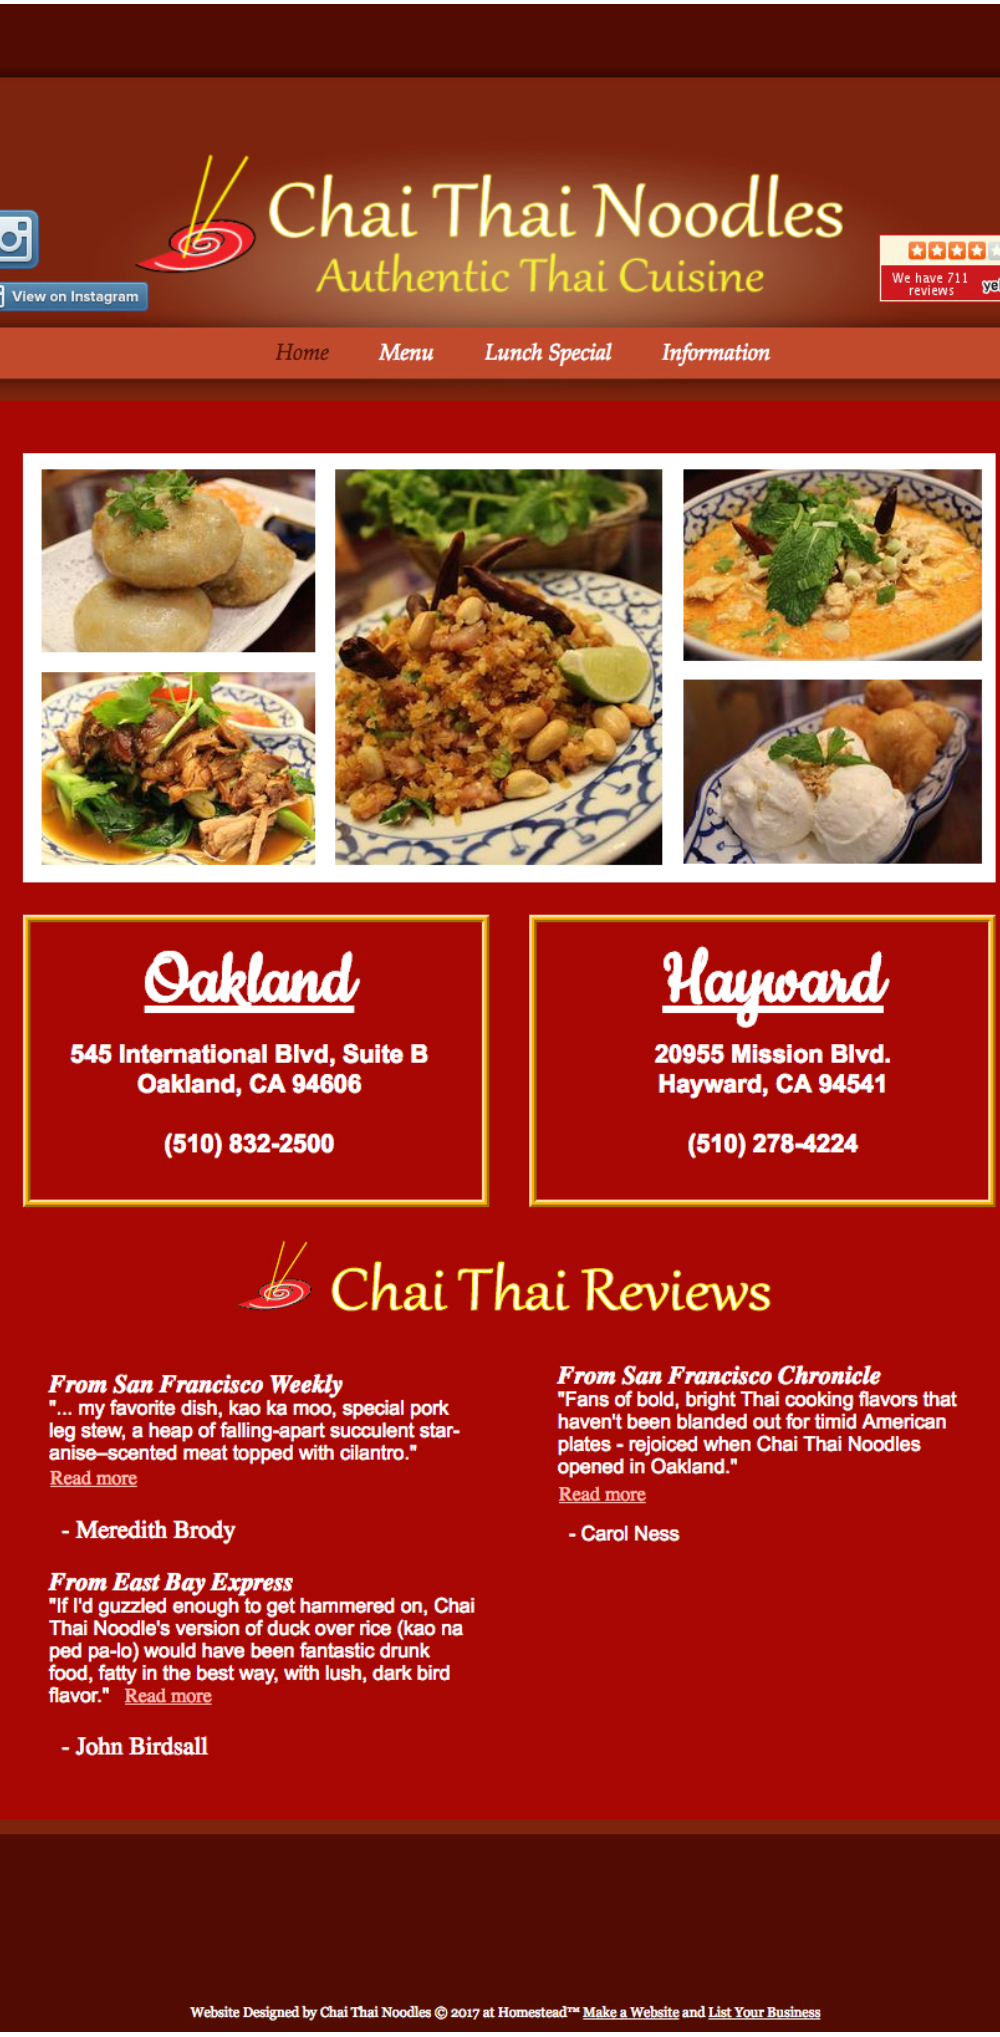 Chai Thai Noodles
Authentic Thai Cuisine
View on Instagram
We have 711
reviews
Home Menu Lunch Special Information
Oakland
545 International Blvd, Suite B
Oakland, CA 94606
(510) 832-2500
Hayward
20955 Mission Blvd.
Hayward, CA 94541
(510) 278-4224
Chai Thai Reviews
From San Francisco Weekly
"... my favorite dish, kao ka moo, special pork
leg stew, a heap of falling-apart succulent star-
anise–scented meat topped with cilantro."
Read more
- Meredith Brody
From East Bay Express
"If I'd guzzled enough to get hammered on, Chai
Thai Noodle's version of duck over rice (kao na
ped pa-lo) would have been fantastic drunk
food, fatty in the best way, with lush, dark bird
flavor." Read more
- John Birdsall
From San Francisco Chronicle
"Fans of bold, bright Thai cooking flavors that
haven't been blanded out for timid American
plates - rejoiced when Chai Thai Noodles
opened in Oakland."
Read more
- Carol Ness
Website Designed by Chai Thai Noodles © 2017 at Homestead™ Make a Website and List Your Business